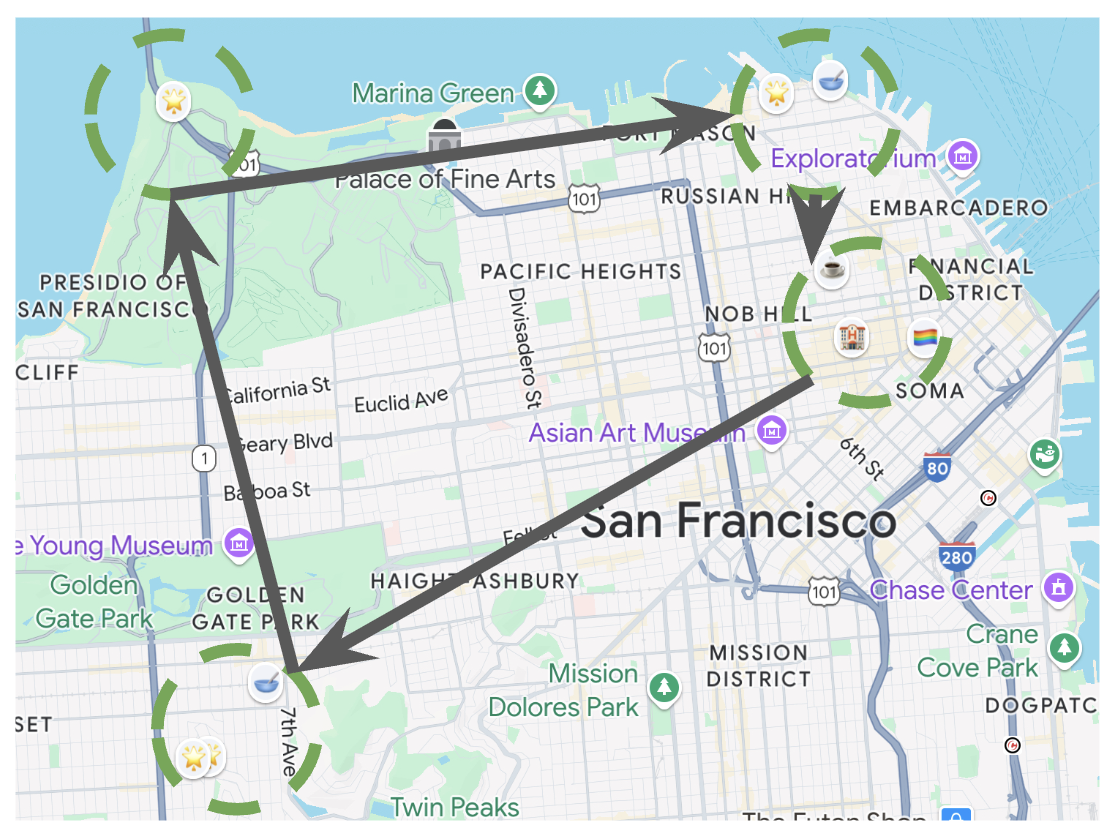 Marina Green
FORT MASON
101
Exploratorium
Palace of Fine Arts
101
RUSSIAN HI
EMBARCADERO
PRESIDIO OF
SAN FRANCISCO
PACIFIC HEIGHTS
FINANCIAL
DISTRICT
NOB HILL
Divisadero St
101
CLIFF
California St
Euclid Ave
SOMA
Geary Blvd
Asian Art Museum
1
6th St
80
Balboa St
San Francisco
e Young Museum
Fell St
280
Golden
Gate Park
GOLDEN
GATE PARK
HAIGHT-ASHBURY
101
Chase Center
Crane
Cove Park
MISSION
DISTRICT
Mission
Dolores Park
DOGPATC
SET
7th Ave
Twin Peaks
The Futon Shop